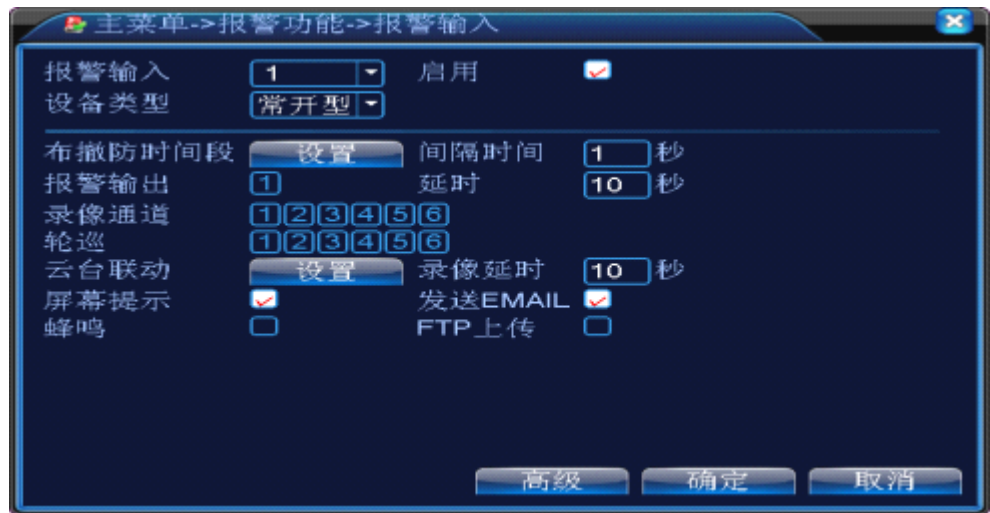 主菜单->报警功能->报警输入
报警输入 1 启用
设备类型 常开型
布撤防时间段 设置 间隔时间 1 秒
报警输出 1 延时 10 秒
录像通道 1 2 3 4 5 6
轮巡 1 2 3 4 5 6
云台联动 设置 录像延时 10 秒
屏幕提示 发送EMAIL
蜂鸣 FTP上传
高级 确定 取消